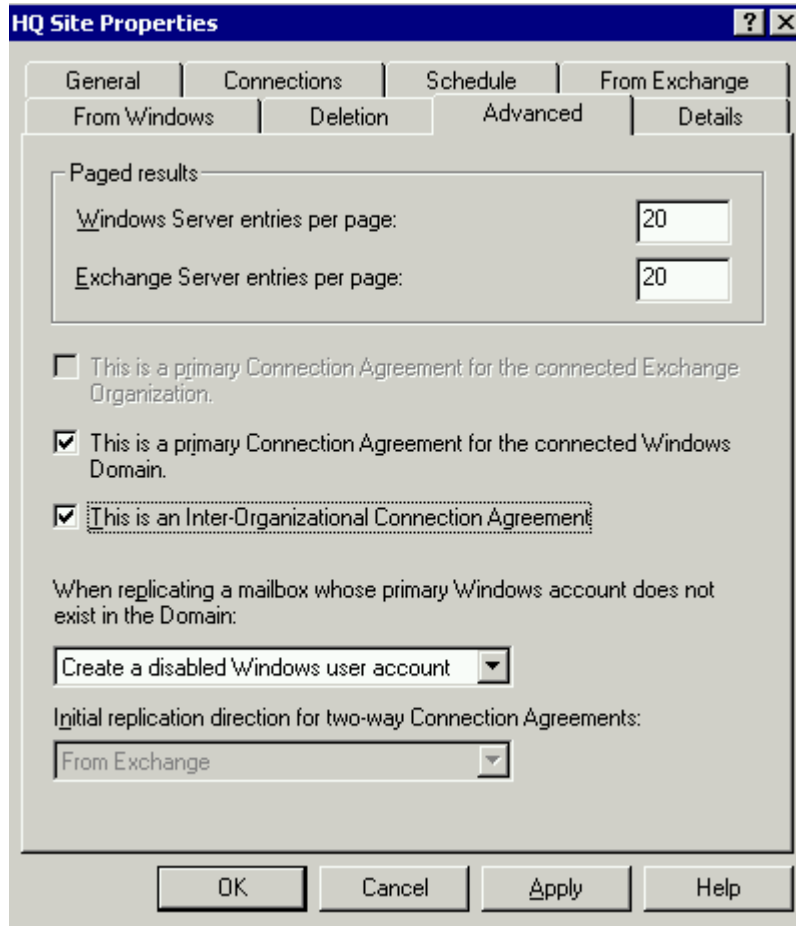 HQ Site Properties
General Connections Schedule From Exchange
From Windows Deletion Advanced Details
Paged results
Windows Server entries per page: 20
Exchange Server entries per page: 20
This is a primary Connection Agreement for the connected Exchange
Organization.
This is a primary Connection Agreement for the connected Windows
Domain.
This is an Inter-Organizational Connection Agreement
When replicating a mailbox whose primary Windows account does not
exist in the Domain:
Create a disabled Windows user account
Initial replication direction for two-way Connection Agreements:
From Exchange
OK Cancel Apply Help